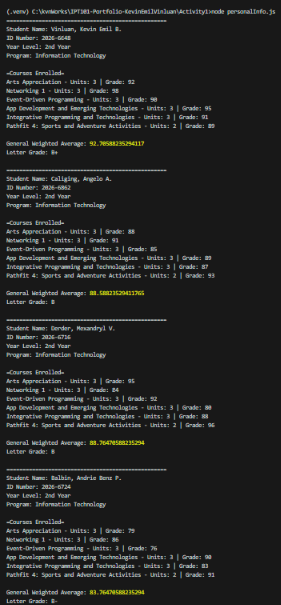 (.venv) C:\KvnWorks\IPT101-Portfolio-KevinEmilVinluan\Activity1>node personalInfo.js
==================================================
Student Name: Vinluan, Kevin Emil B.
ID Number: 2026-6648
Year Level: 2nd Year
Program: Information Technology

=Courses Enrolled=
Arts Appreciation - Units: 3 | Grade: 92
Networking 1 - Units: 3 | Grade: 98
Event-Driven Programming - Units: 3 | Grade: 90
App Development and Emerging Technologies - Units: 3 | Grade: 95
Integrative Programming and Technologies - Units: 3 | Grade: 91
Pathfit 4: Sports and Adventure Activities - Units: 2 | Grade: 89

General Weighted Average: 92.70588235294117
Letter Grade: B+

==================================================
Student Name: Caliging, Angelo A.
ID Number: 2026-6862
Year Level: 2nd Year
Program: Information Technology

=Courses Enrolled=
Arts Appreciation - Units: 3 | Grade: 88
Networking 1 - Units: 3 | Grade: 91
Event-Driven Programming - Units: 3 | Grade: 85
App Development and Emerging Technologies - Units: 3 | Grade: 89
Integrative Programming and Technologies - Units: 3 | Grade: 87
Pathfit 4: Sports and Adventure Activities - Units: 2 | Grade: 93

General Weighted Average: 88.58823529411765
Letter Grade: B

==================================================
Student Name: Derder, Mexandryl V.
ID Number: 2026-6716
Year Level: 2nd Year
Program: Information Technology

=Courses Enrolled=
Arts Appreciation - Units: 3 | Grade: 95
Networking 1 - Units: 3 | Grade: 84
Event-Driven Programming - Units: 3 | Grade: 92
App Development and Emerging Technologies - Units: 3 | Grade: 80
Integrative Programming and Technologies - Units: 3 | Grade: 88
Pathfit 4: Sports and Adventure Activities - Units: 2 | Grade: 96

General Weighted Average: 88.76470588235294
Letter Grade: B

==================================================
Student Name: Balbin, Andrie Benz P.
ID Number: 2026-6724
Year Level: 2nd Year
Program: Information Technology

=Courses Enrolled=
Arts Appreciation - Units: 3 | Grade: 79
Networking 1 - Units: 3 | Grade: 86
Event-Driven Programming - Units: 3 | Grade: 76
App Development and Emerging Technologies - Units: 3 | Grade: 90
Integrative Programming and Technologies - Units: 3 | Grade: 83
Pathfit 4: Sports and Adventure Activities - Units: 2 | Grade: 91

General Weighted Average: 83.76470588235294
Letter Grade: B-